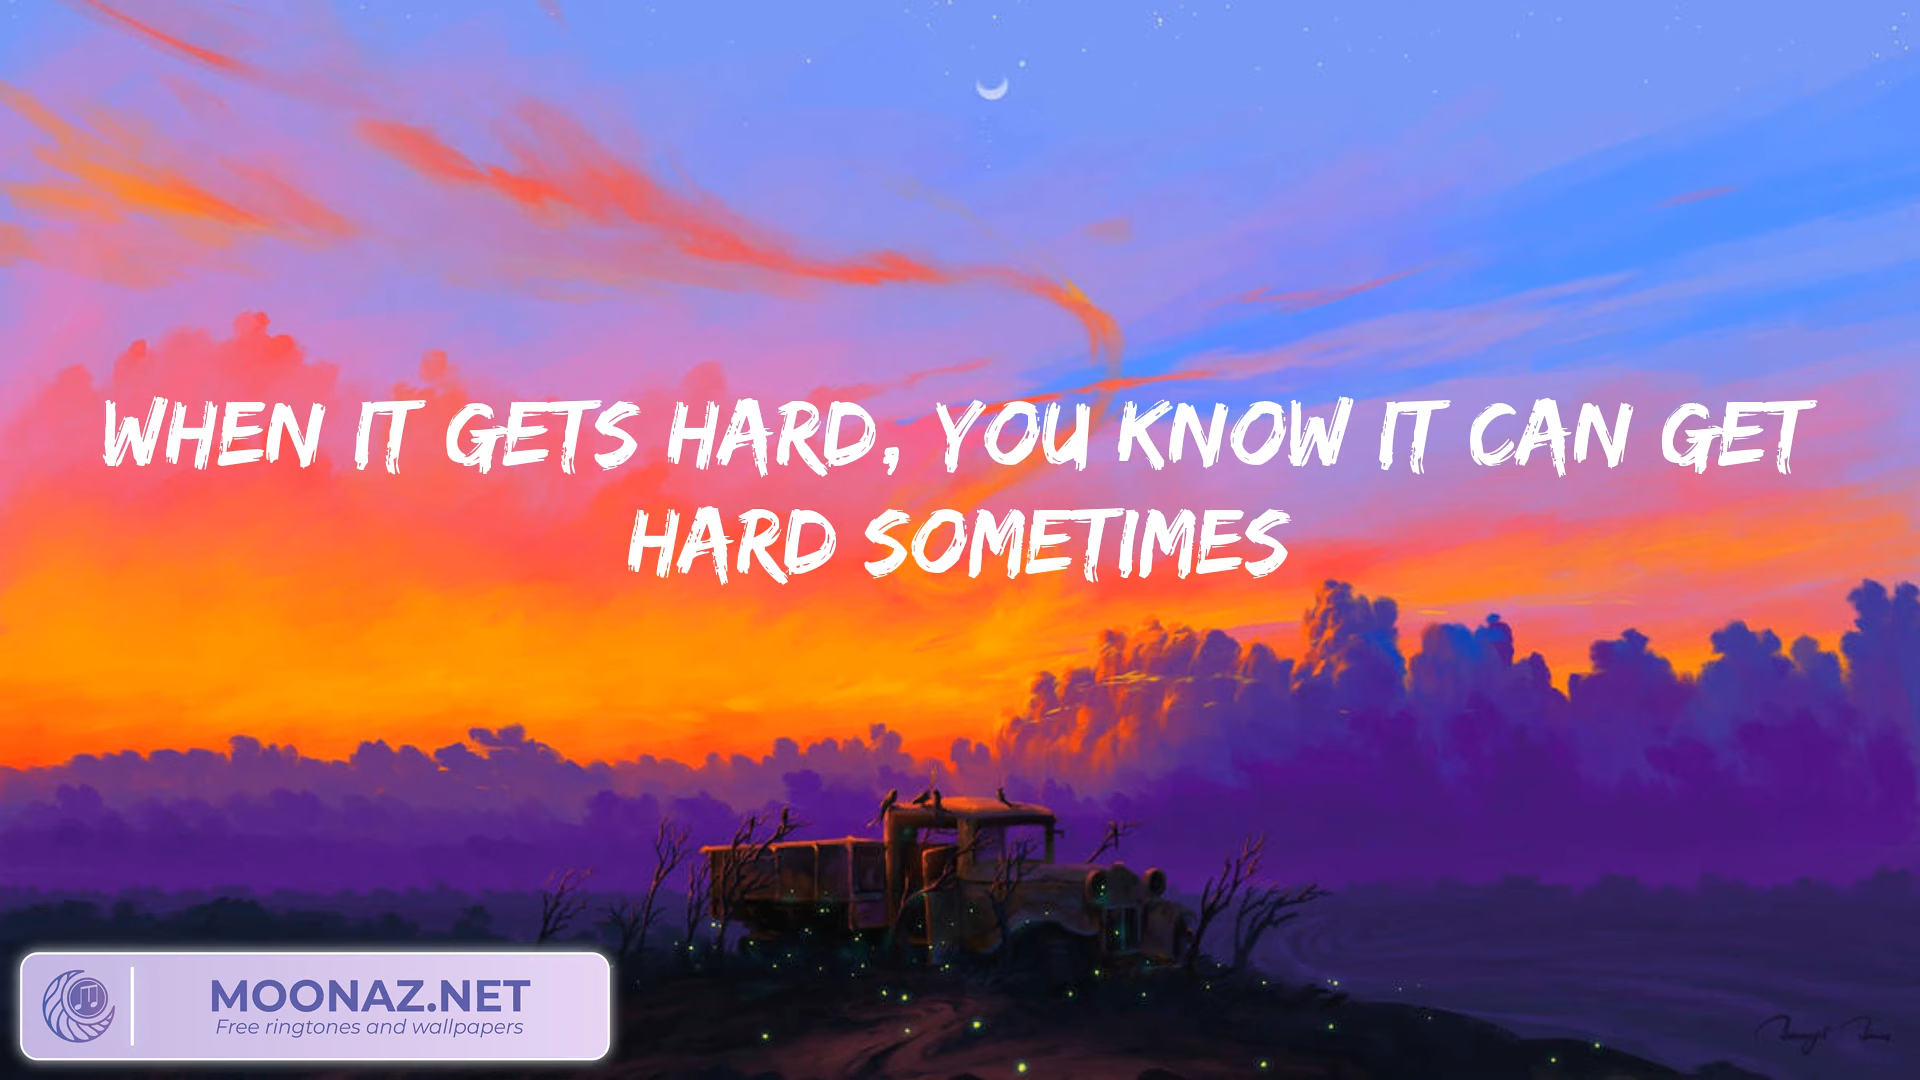 WHEN IT GETS HARD, YOU KNOW IT CAN GET
HARD SOMETIMES
MOONAZ.NET
Free ringtones and wallpapers